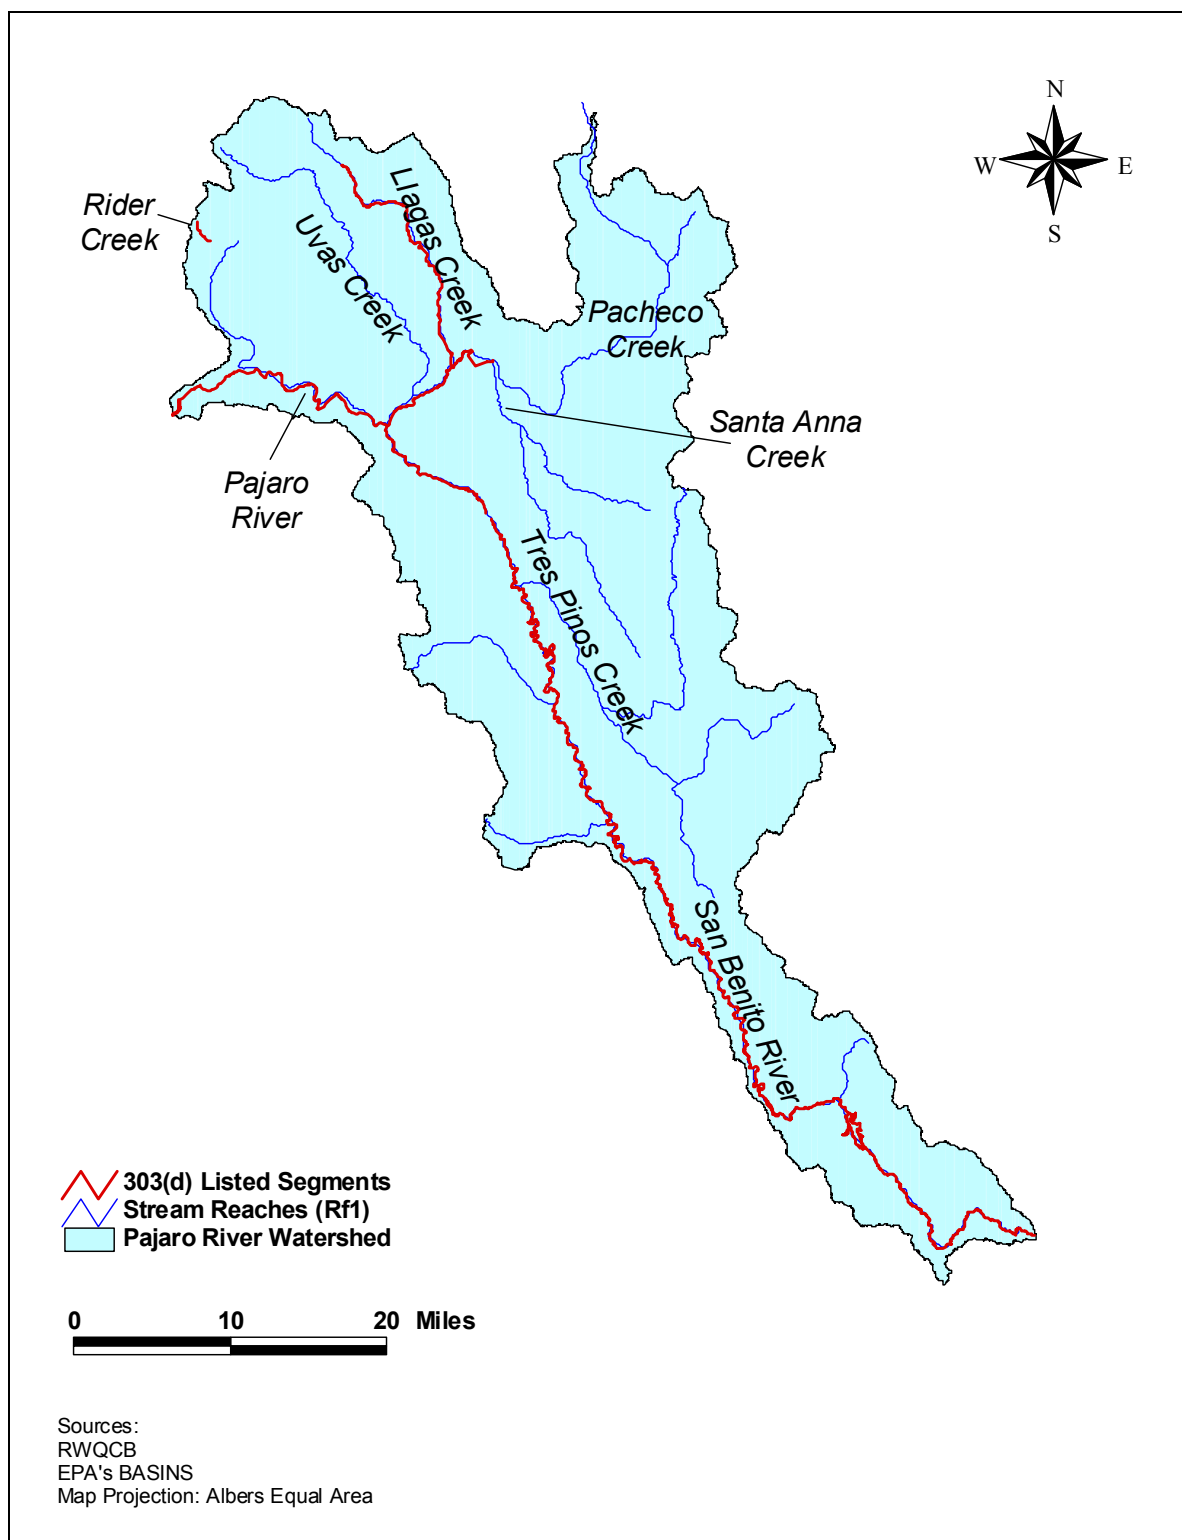 N
W
E
S
Rider
Creek
Llagas Creek
Uvas Creek
Pacheco
Creek
Santa Anna
Creek
Pajaro
River
Tres Pinos Creek
San Benito River
303(d) Listed Segments
Stream Reaches (Rf1)
Pajaro River Watershed
0 10 20 Miles
Sources:
RWQCB
EPA's BASINS
Map Projection: Albers Equal Area